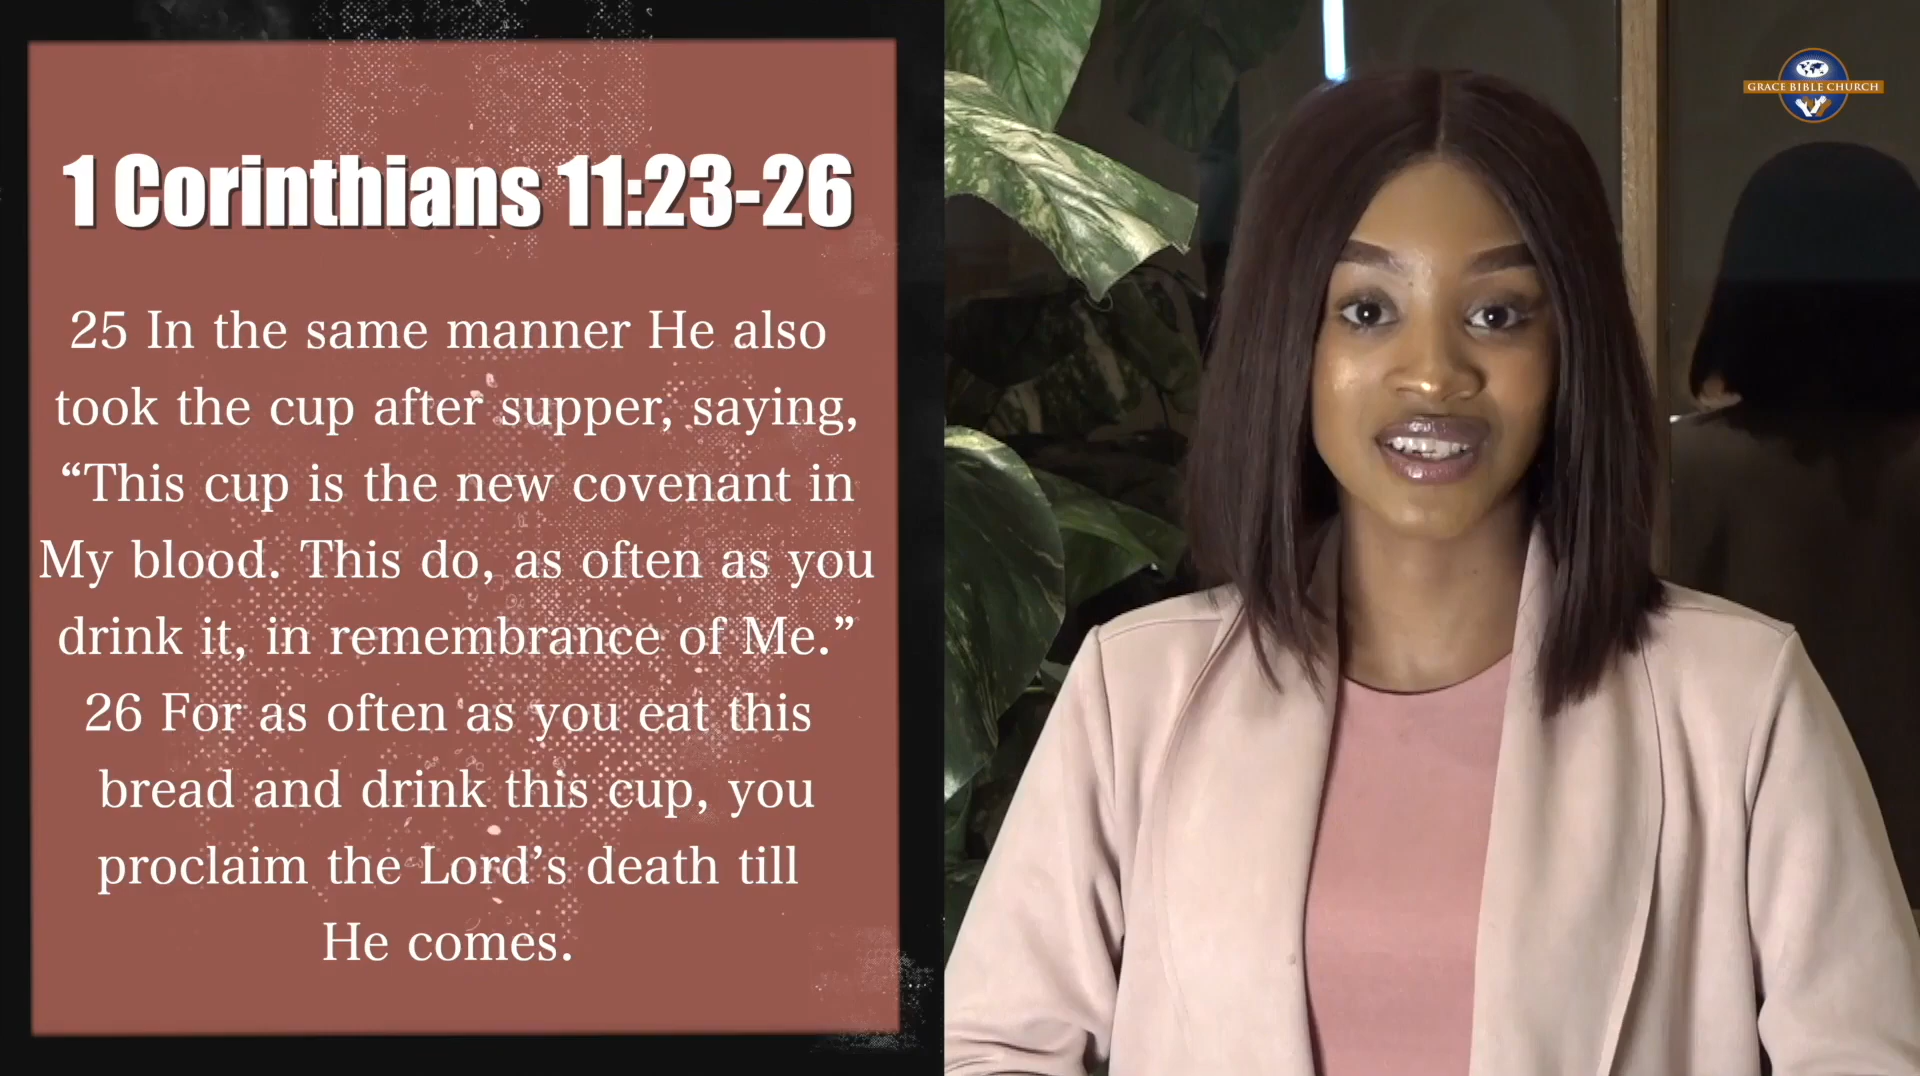 1 Corinthians 11:23-26
25 In the same manner He also
took the cup after supper, saying,
“This cup is the new covenant in
My blood. This do, as often as you
drink it, in remembrance of Me.”
26 For as often as you eat this
bread and drink this cup, you
proclaim the Lord’s death till
He comes.
GRACE BIBLE CHURCH